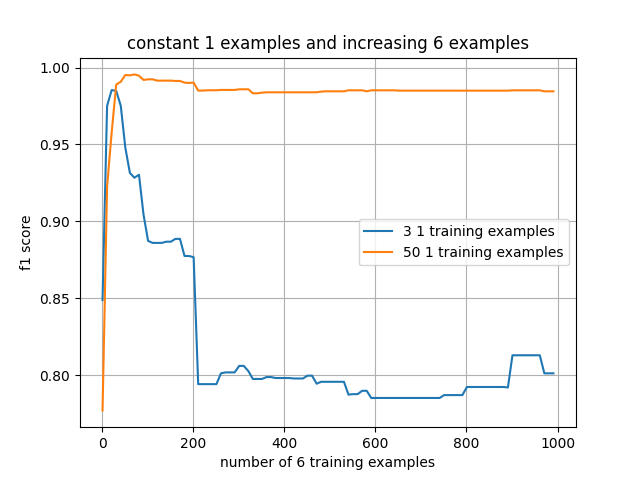 constant 1 examples and increasing 6 examples
f1 score
1.00
0.95
0.90
0.85
0.80
3 1 training examples
50 1 training examples
0 200 400 600 800 1000
number of 6 training examples